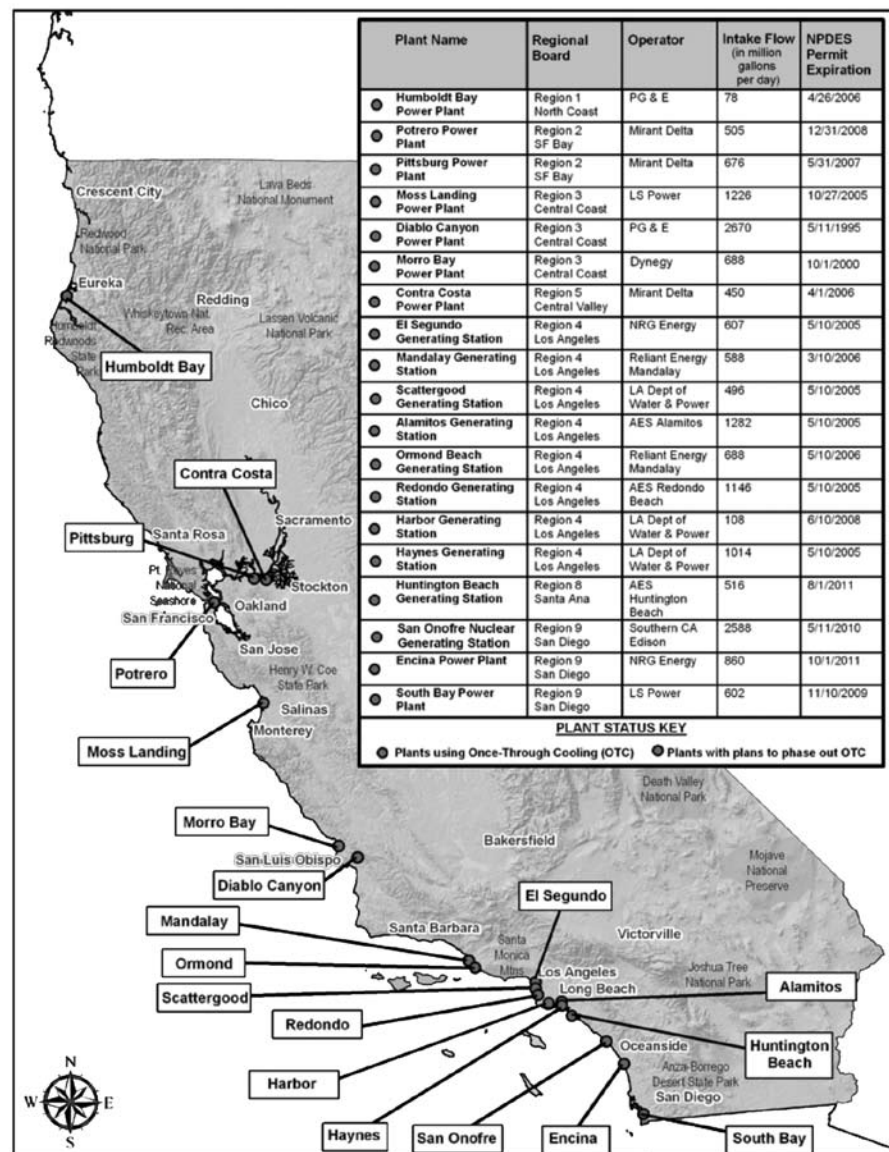 Plant Name
Regional
Board
Operator
Intake Flow
(in million
gallons
per day)
NPDES
Permit
Expiration
Humboldt Bay
Power Plant
Region 1
North Coast
PG & E
78
4/26/2006
Potrero Power
Plant
Region 2
SF Bay
Mirant Delta
505
12/31/2008
Pittsburg Power
Plant
Region 2
SF Bay
Mirant Delta
676
5/31/2007
Moss Landing
Power Plant
Region 3
Central Coast
LS Power
1226
10/27/2005
Diablo Canyon
Power Plant
Region 3
Central Coast
PG & E
2670
5/11/1995
Morro Bay
Power Plant
Region 3
Central Coast
Dynegy
688
10/1/2000
Contra Costa
Power Plant
Region 5
Central Valley
Mirant Delta
450
4/1/2006
El Segundo
Generating Station
Region 4
Los Angeles
NRG Energy
607
5/10/2005
Mandalay Generating
Station
Region 4
Los Angeles
Reliant Energy
Mandalay
588
3/10/2006
Scattergood
Generating Station
Region 4
Los Angeles
LA Dept of
Water & Power
496
5/10/2005
Alamitos Generating
Station
Region 4
Los Angeles
AES Alamitos
1282
5/10/2005
Ormond Beach
Generating Station
Region 4
Los Angeles
Reliant Energy
Mandalay
688
5/10/2006
Redondo Generating
Station
Region 4
Los Angeles
AES Redondo
Beach
1146
5/10/2005
Harbor Generating
Station
Region 4
Los Angeles
LA Dept of
Water & Power
108
6/10/2008
Haynes Generating
Station
Region 4
Los Angeles
LA Dept of
Water & Power
1014
5/10/2005
Huntington Beach
Generating Station
Region 8
Santa Ana
AES
Huntington
Beach
516
8/1/2011
San Onofre Nuclear
Generating Station
Region 9
San Diego
Southern CA
Edison
2588
5/11/2010
Encina Power Plant
Region 9
San Diego
NRG Energy
860
10/1/2011
South Bay Power
Plant
Region 9
San Diego
LS Power
602
11/10/2009
PLANT STATUS KEY
Plants using Once-Through Cooling (OTC)
Plants with plans to phase out OTC
Crescent City
Lava Beds
National Monument
Redwood
National Park
Eureka
Redding
Whiskeytown Nat.
Rec. Area
Lassen Volcanic
National Park
Humboldt
Redwoods
State
Park
Humboldt Bay
Chico
Contra Costa
Sacramento
Santa Rosa
Pittsburg
Pt. Reyes
National
Seashore
Stockton
Oakland
San Francisco
San Jose
Potrero
Henry W. Coe
State Park
Salinas
Moss Landing
Monterey
Death Valley
National Park
Morro Bay
Bakersfield
San Luis Obispo
Mojave
National
Preserve
Diablo Canyon
El Segundo
Mandalay
Santa Barbara
Victorville
Santa
Monica
Mtns
Ormond
Los Angeles
Joshua Tree
National Park
Scattergood
Long Beach
Alamitos
Redondo
Oceanside
Huntington
Beach
Harbor
Anza-Borrego
Desert State Park
San Diego
Haynes
San Onofre
Encina
South Bay
N
W
E
S